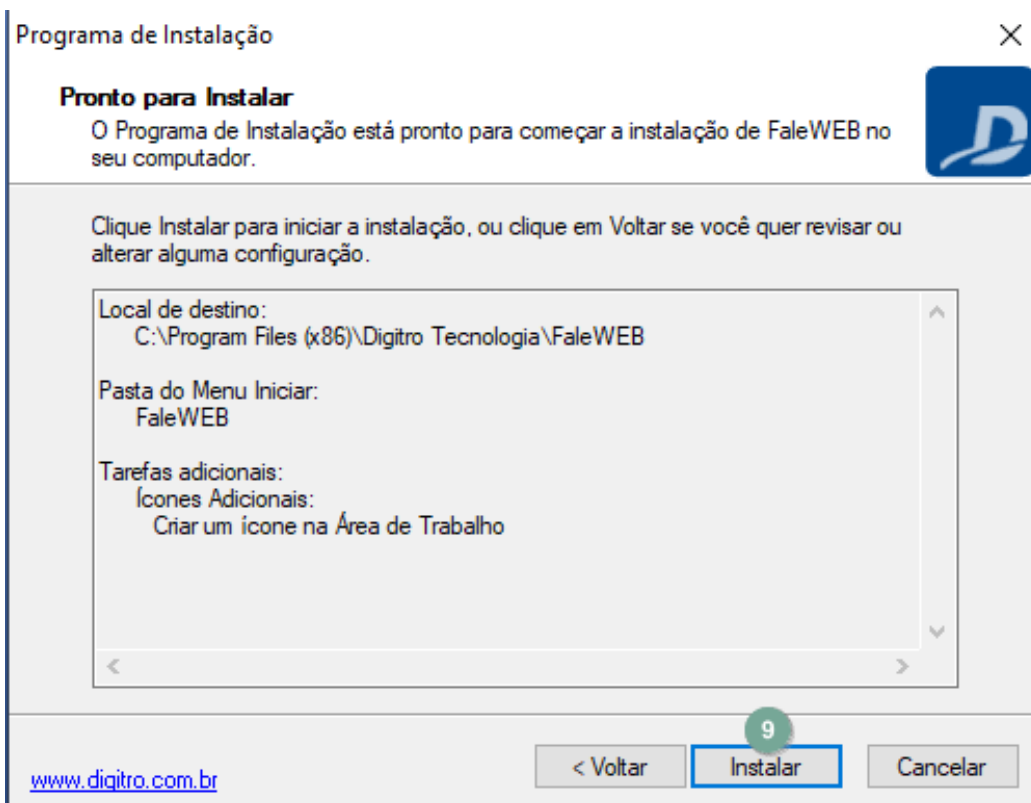 Programa de Instalação
Pronto para Instalar
O Programa de Instalação está pronto para começar a instalação de FaleWEB no
seu computador.
Clique Instalar para iniciar a instalação, ou clique em Voltar se você quer revisar ou
alterar alguma configuração.
Local de destino:
C:\Program Files (x86)\Digitro Tecnologia\FaleWEB
Pasta do Menu Iniciar:
FaleWEB
Tarefas adicionais:
Ícones Adicionais:
Criar um ícone na Área de Trabalho
9
www.digitro.com.br
< Voltar
Instalar
Cancelar